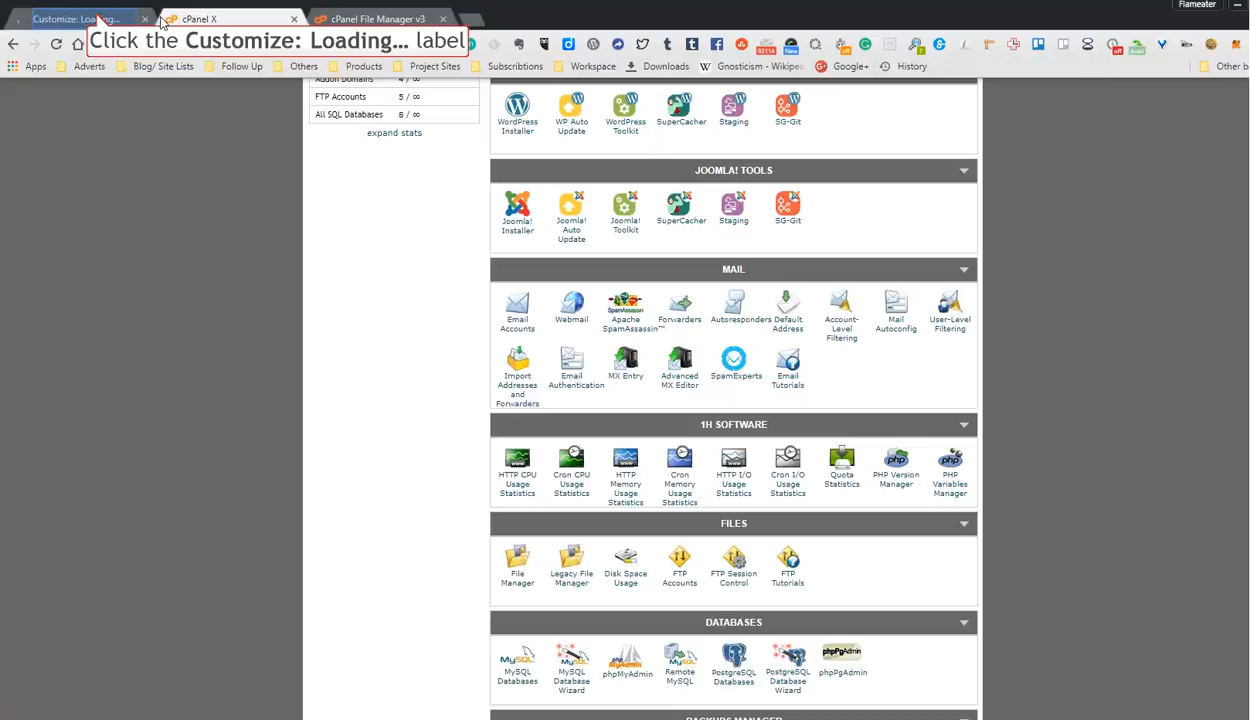 Customize: Loading...
cPanel X
cPanel File Manager v3
Flameater
Click the Customize: Loading... label
Apps
Adverts
Blog/ Site Lists
Follow Up
Others
Products
Project Sites
Subscribtions
Workspace
Downloads
Gnosticism - Wikipe
Google+
History
Other b
Addon Domains 4 / ∞
FTP Accounts 5 / ∞
All SQL Databases 8 / ∞
expand stats
WordPress Installer
WP Auto Update
WordPress Toolkit
SuperCacher
Staging
SG-Git
JOOMLA! TOOLS
Joomla! Installer
Joomla! Auto Update
Joomla! Toolkit
SuperCacher
Staging
SG-Git
MAIL
Email Accounts
Webmail
Apache SpamAssassin™
Forwarders
Autoresponders
Default Address
Account-Level Filtering
Mail Autoconfig
User-Level Filtering
Import Addresses and Forwarders
Email Authentication
MX Entry
Advanced MX Editor
SpamExperts
Email Tutorials
1H SOFTWARE
HTTP CPU Usage Statistics
Cron CPU Usage Statistics
HTTP Memory Usage Statistics
Cron Memory Usage Statistics
HTTP I/O Usage Statistics
Cron I/O Usage Statistics
Quota Statistics
PHP Version Manager
PHP Variables Manager
FILES
File Manager
Legacy File Manager
Disk Space Usage
FTP Accounts
FTP Session Control
FTP Tutorials
DATABASES
MySQL Databases
MySQL Database Wizard
phpMyAdmin
Remote MySQL
PostgreSQL Databases
PostgreSQL Database Wizard
phpPgAdmin
BACKUPS MANAGER